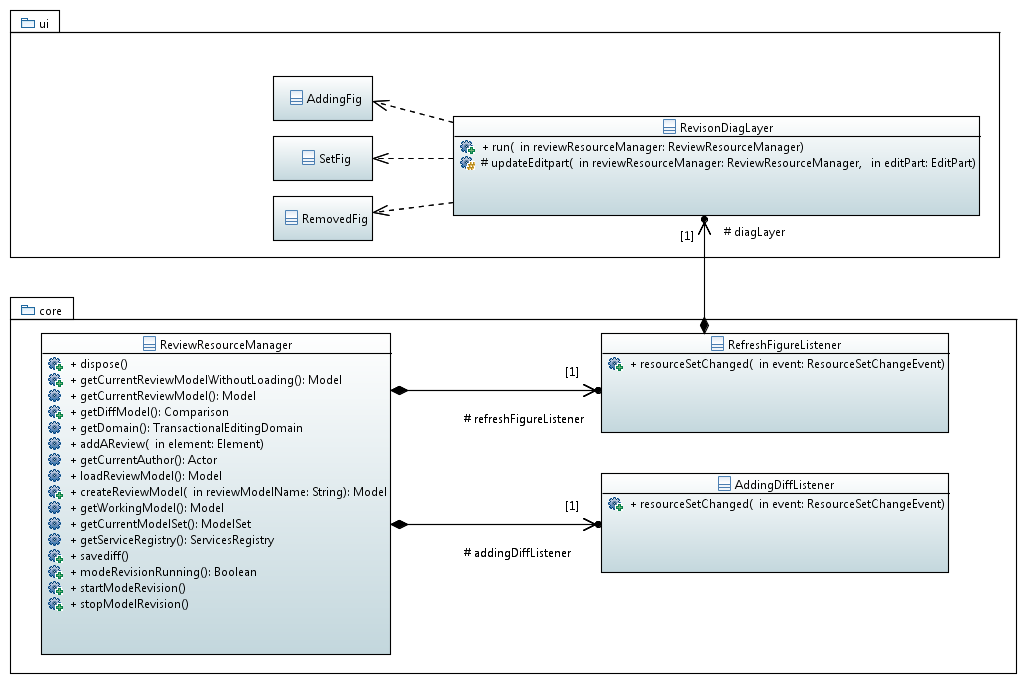 ui
AddingFig
SetFig
RemovedFig
RevisonDiagLayer
+ run( in reviewResourceManager: ReviewResourceManager)
# updateEditpart( in reviewResourceManager: ReviewResourceManager, in editPart: EditPart)
[1]
# diagLayer
core
ReviewResourceManager
+ dispose()
+ getCurrentReviewModelWithoutLoading(): Model
+ getCurrentReviewModel(): Model
+ getDiffModel(): Comparison
+ getDomain(): TransactionalEditingDomain
+ addAReview( in element: Element)
+ getCurrentAuthor(): Actor
+ loadReviewModel(): Model
+ createReviewModel( in reviewModelName: String): Model
+ getWorkingModel(): Model
+ getCurrentModelSet(): ModelSet
+ getServiceRegistry(): ServicesRegistry
+ savediff()
+ modeRevisionRunning(): Boolean
+ startModeRevision()
+ stopModelRevision()
[1]
# refreshFigureListener
[1]
# addingDiffListener
RefreshFigureListener
+ resourceSetChanged( in event: ResourceSetChangeEvent)
AddingDiffListener
+ resourceSetChanged( in event: ResourceSetChangeEvent)